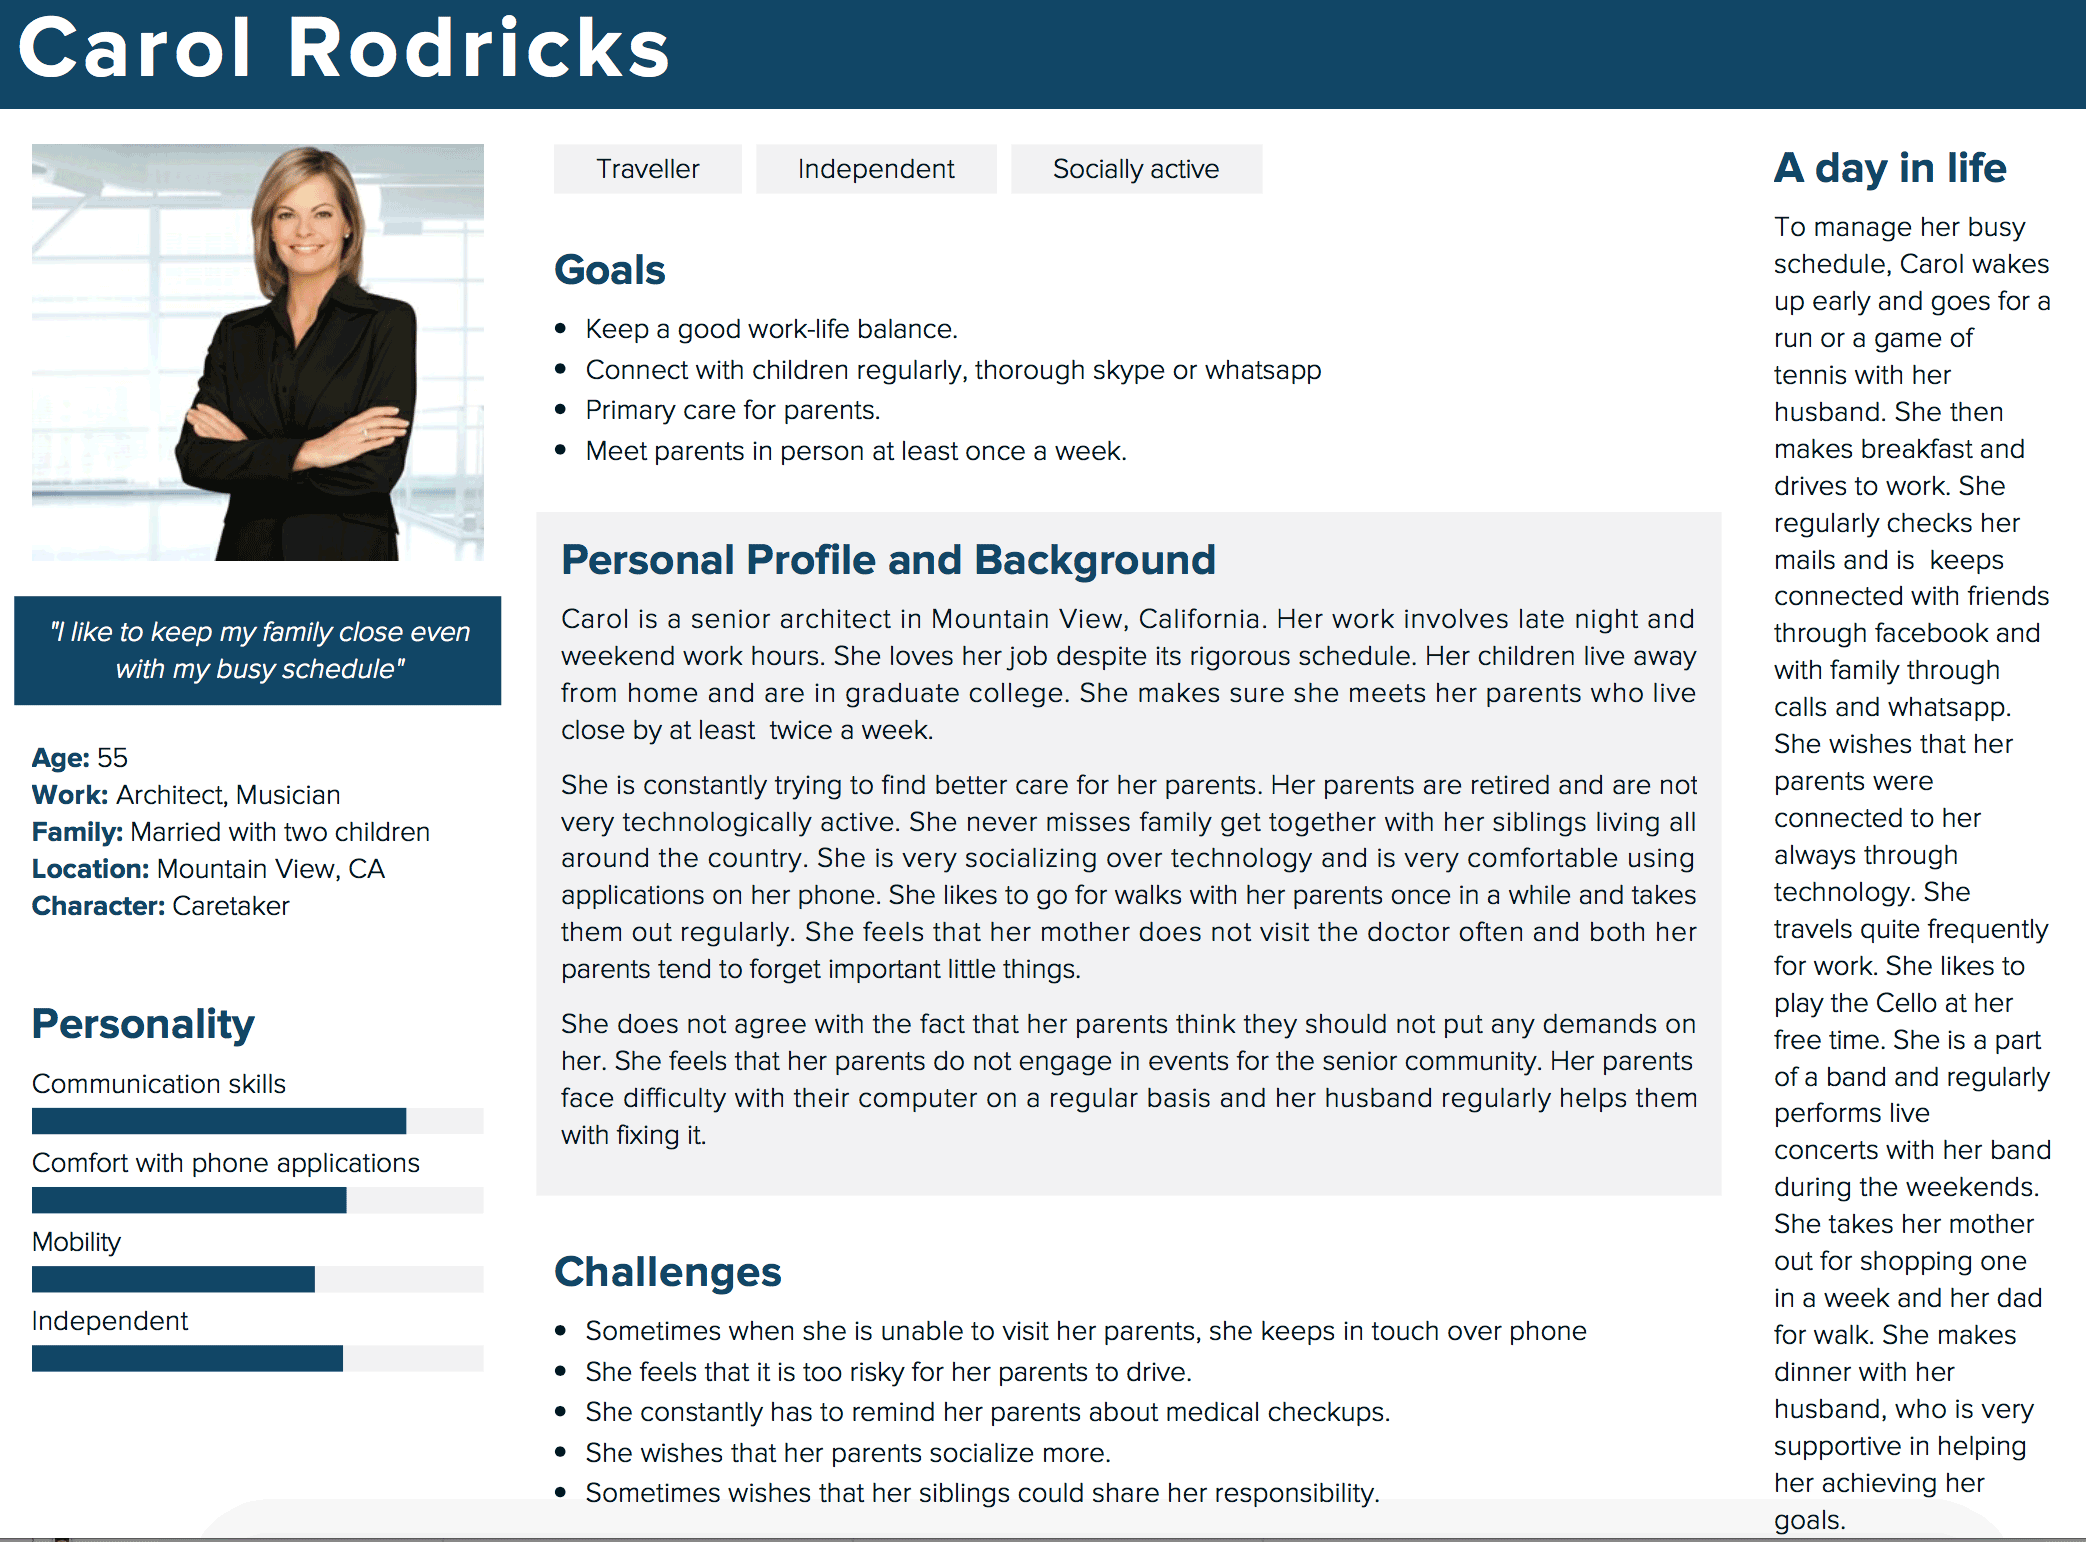 Carol Rodricks
"I like to keep my family close even
with my busy schedule"
Age: 55
Work: Architect, Musician
Family: Married with two children
Location: Mountain View, CA
Character: Caretaker
Personality
Communication skills
Comfort with phone applications
Mobility
Independent
Traveller
Independent
Socially active
Goals
• Keep a good work-life balance.
• Connect with children regularly, thorough skype or whatsapp
• Primary care for parents.
• Meet parents in person at least once a week.
Personal Profile and Background
Carol is a senior architect in Mountain View, California. Her work involves late night and
weekend work hours. She loves her job despite its rigorous schedule. Her children live away
from home and are in graduate college. She makes sure she meets her parents who live
close by at least  twice a week.
She is constantly trying to find better care for her parents. Her parents are retired and are not
very technologically active. She never misses family get together with her siblings living all
around the country. She is very socializing over technology and is very comfortable using
applications on her phone. She likes to go for walks with her parents once in a while and takes
them out regularly. She feels that her mother does not visit the doctor often and both her
parents tend to forget important little things.
She does not agree with the fact that her parents think they should not put any demands on
her. She feels that her parents do not engage in events for the senior community. Her parents
face difficulty with their computer on a regular basis and her husband regularly helps them
with fixing it.
Challenges
• Sometimes when she is unable to visit her parents, she keeps in touch over phone
• She feels that it is too risky for her parents to drive.
• She constantly has to remind her parents about medical checkups.
• She wishes that her parents socialize more.
• Sometimes wishes that her siblings could share her responsibility.
A day in life
To manage her busy
schedule, Carol wakes
up early and goes for a
run or a game of
tennis with her
husband. She then
makes breakfast and
drives to work. She
regularly checks her
mails and is  keeps
connected with friends
through facebook and
with family through
calls and whatsapp.
She wishes that her
parents were
connected to her
always through
technology. She
travels quite frequently
for work. She likes to
play the Cello at her
free time. She is a part
of a band and regularly
performs live
concerts with her band
during the weekends.
She takes her mother
out for shopping one
in a week and her dad
for walk. She makes
dinner with her
husband, who is very
supportive in helping
her achieving her
goals.